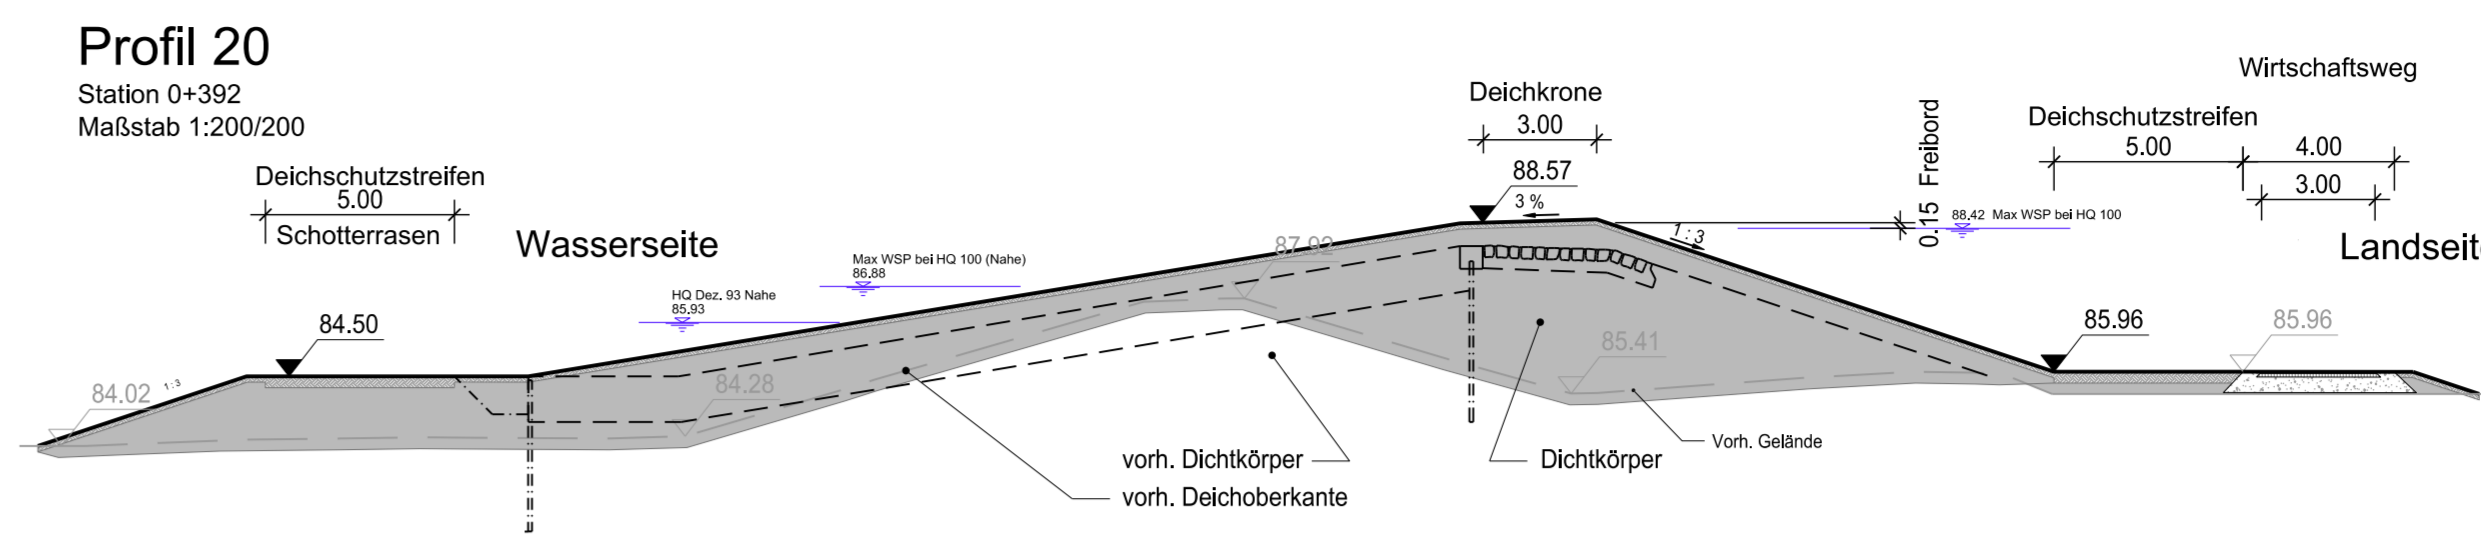 Profil 20
Station 0+392
Maßstab 1:200/200
Deichschutzstreifen
5.00
Schotterrasen
Wasserseite
Deichkrone
3.00
88.57
3 %
0.15 Freibord
88.42 Max WSP bei HQ 100
1:3
Wirtschaftsweg
Deichschutzstreifen
5.00
4.00
3.00
Landseite
Max WSP bei HQ 100 (Nahe)
86.88
HQ Dez. 93 Nahe
85.93
87.92
84.50
84.02
1:3
84.28
85.41
85.96
85.96
vorh. Dichtkörper
vorh. Deichoberkante
Dichtkörper
Vorh. Gelände